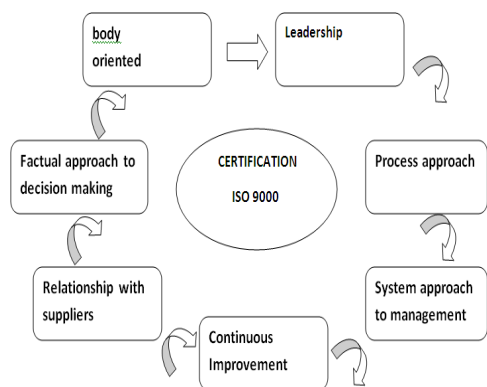 body
oriented
Leadership
Factual approach to
decision making
CERTIFICATION
ISO 9000
Process approach
Relationship with
suppliers
System approach
to management
Continuous
Improvement